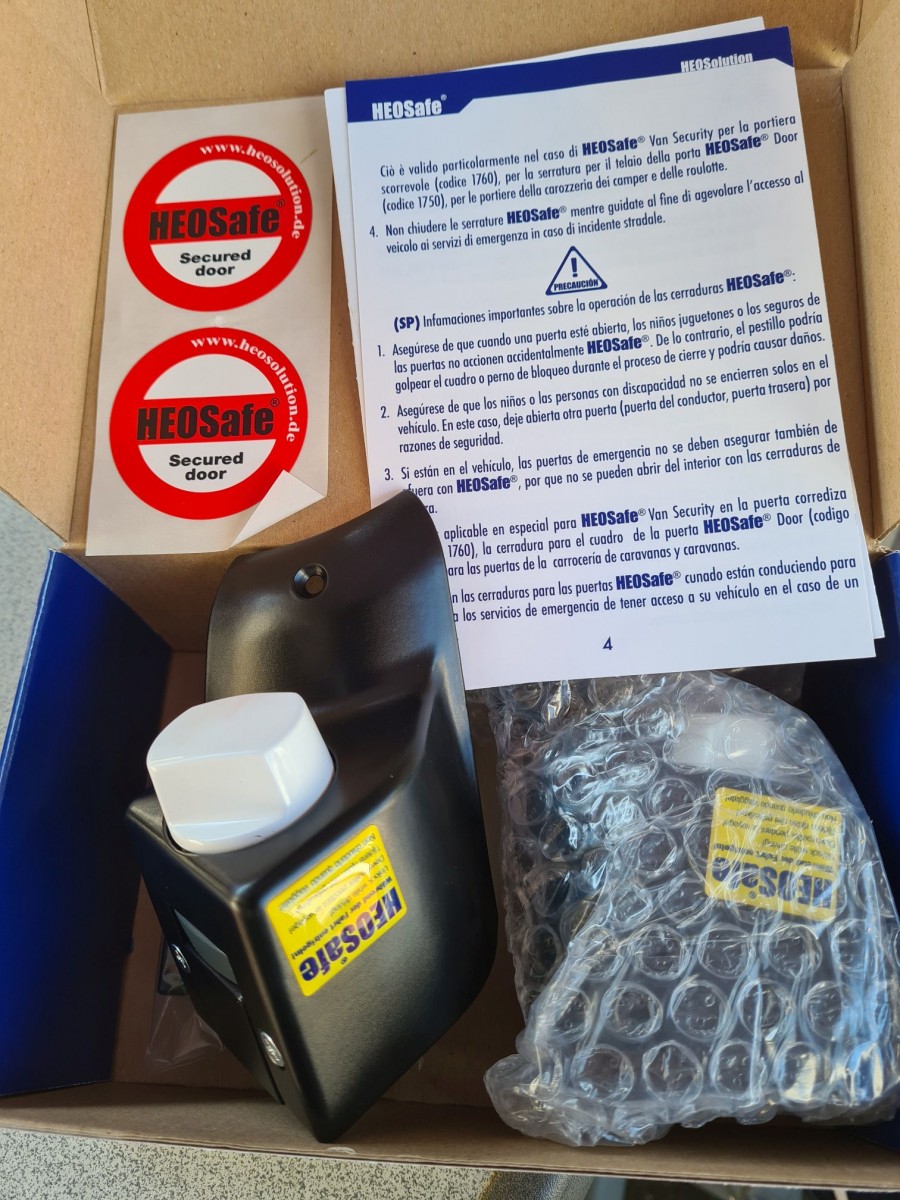 www.heosolution.de
HEOSafe®
Secured
door
www.heosolution.de
HEOSafe®
Secured
door
HEOSafe®
HEOSolution
Ciò è valido particolarmente nel caso di HEOSafe® Van Security per la portiera
scorrevole (codice 1760), per la serratura per il telaio della porta HEOSafe® Door
(codice 1750), per le portiere della carozzeria dei camper e delle roulotte.
4. Non chiudere le serrature HEOSafe® mentre guidate al fine di agevolare l'accesso al
veicolo ai servizi di emergenza in caso di incidente stradale.
!
PRECAUCIÓN
(SP) Infamaciones importantes sobre la operación de las cerraduras HEOSafe®:
1. Asegúrese de que cuando una puerta esté abierta, los niños juguetones o los seguros de
las puertas no accionen accidentalmente HEOSafe®. De lo contrario, el pestillo podría
golpear el cuadro o perno de bloqueo durante el proceso de cierre y podría causar daños.
2. Asegúrese de que los niños o las personas con discapacidad no se encierren solos en el
vehículo. En este caso, deje abierta otra puerta (puerta del conductor, puerta trasera) por
razones de seguridad.
3. Si están en el vehículo, las puertas de emergencia no se deben asegurar también de
fuera con HEOSafe®, por que no se pueden abrir del interior con las cerraduras de
ra.
aplicable en especial para HEOSafe® Van Security en la puerta corrediza
1760), la cerradura para el cuadro de la puerta HEOSafe® Door (codigo
ara las puertas de la carrocería de caravanas y caravanas.
n las cerraduras para las puertas HEOSafe® cunado están conduciendo para
a los servicios de emergencia de tener acceso a su vehículo en el caso de un
4
HEOSafe®
Während der Fahrt entriegeln!
HEOSafe